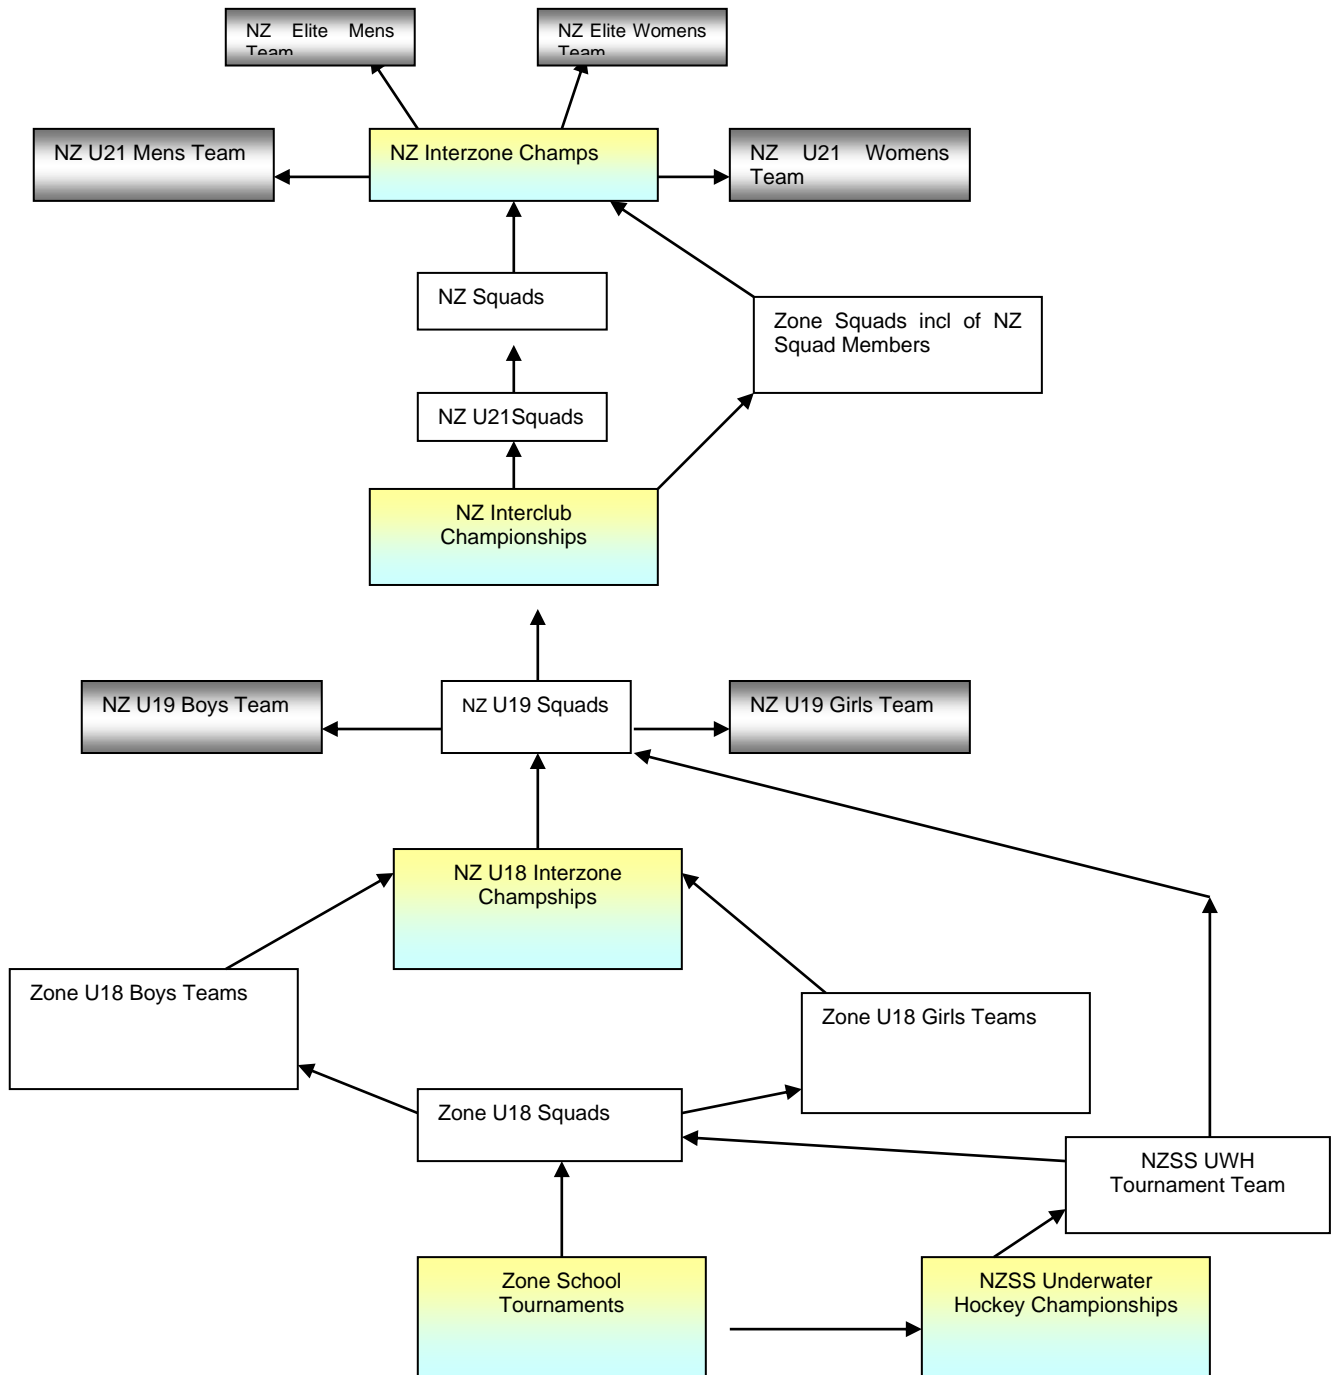 NZ Elite Mens
Team
NZ Elite Womens
Team
NZ U21 Mens Team
NZ Interzone Champs
NZ U21 Womens
Team
NZ Squads
Zone Squads incl of NZ
Squad Members
NZ U21Squads
NZ Interclub
Championships
NZ U19 Boys Team
NZ U19 Squads
NZ U19 Girls Team
NZ U18 Interzone
Champships
Zone U18 Boys Teams
Zone U18 Girls Teams
Zone U18 Squads
NZSS UWH
Tournament Team
Zone School
Tournaments
NZSS Underwater
Hockey Championships